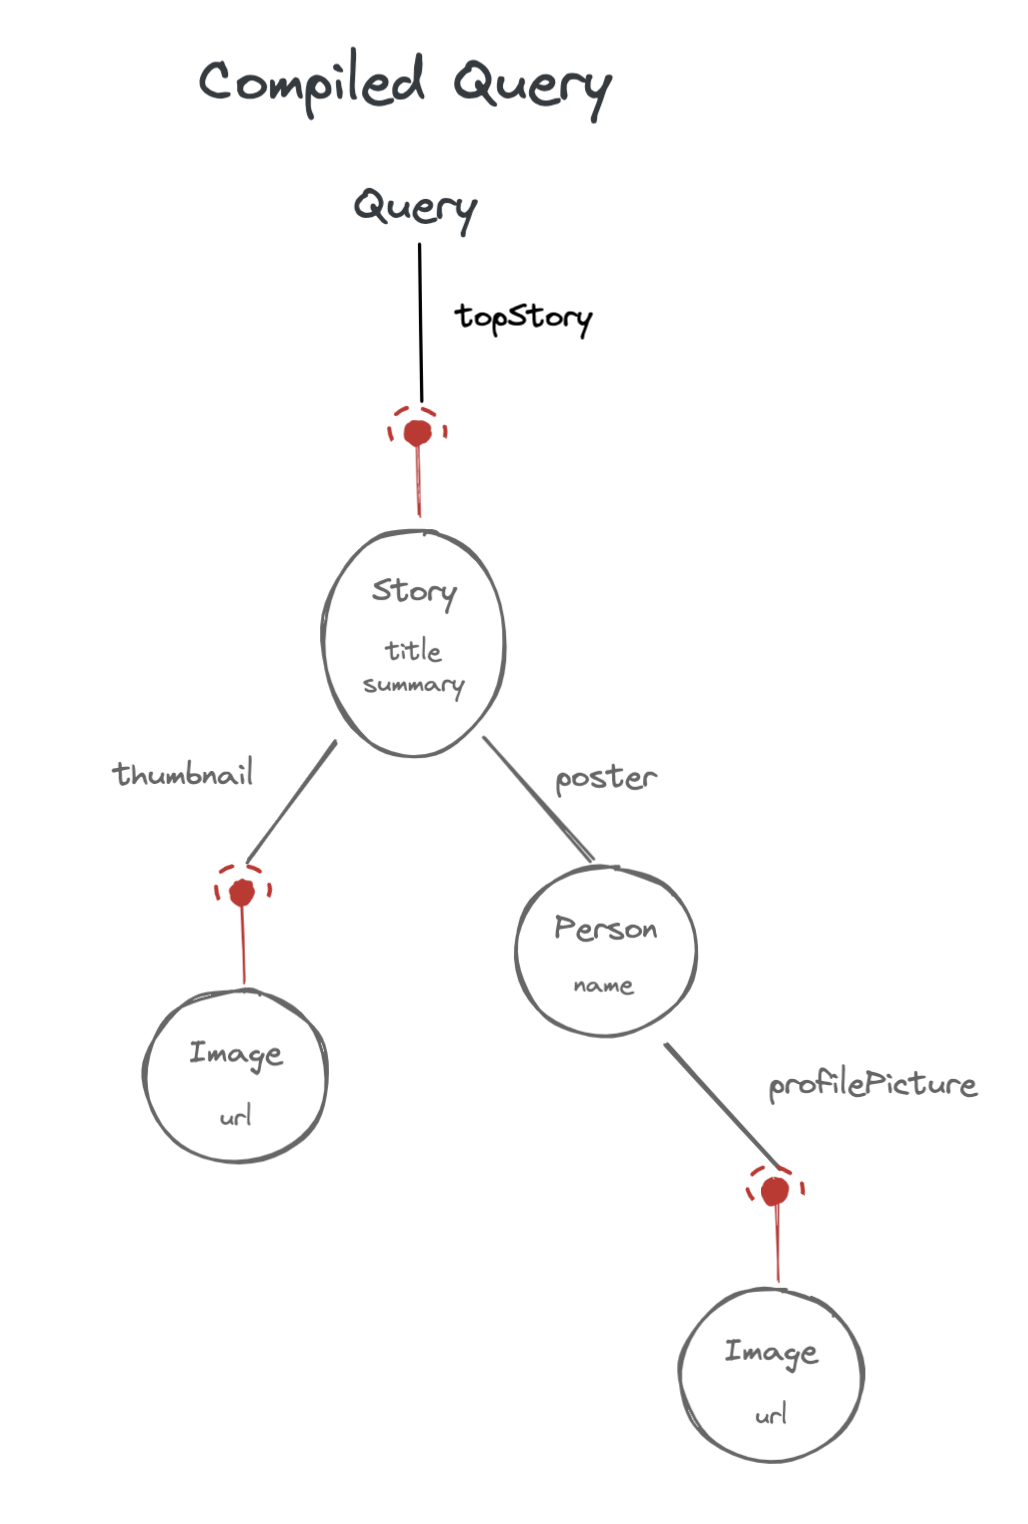 Compiled Query
Query
topStory
Story
title
summary
thumbnail
poster
Person
name
Image
url
profilePicture
Image
url